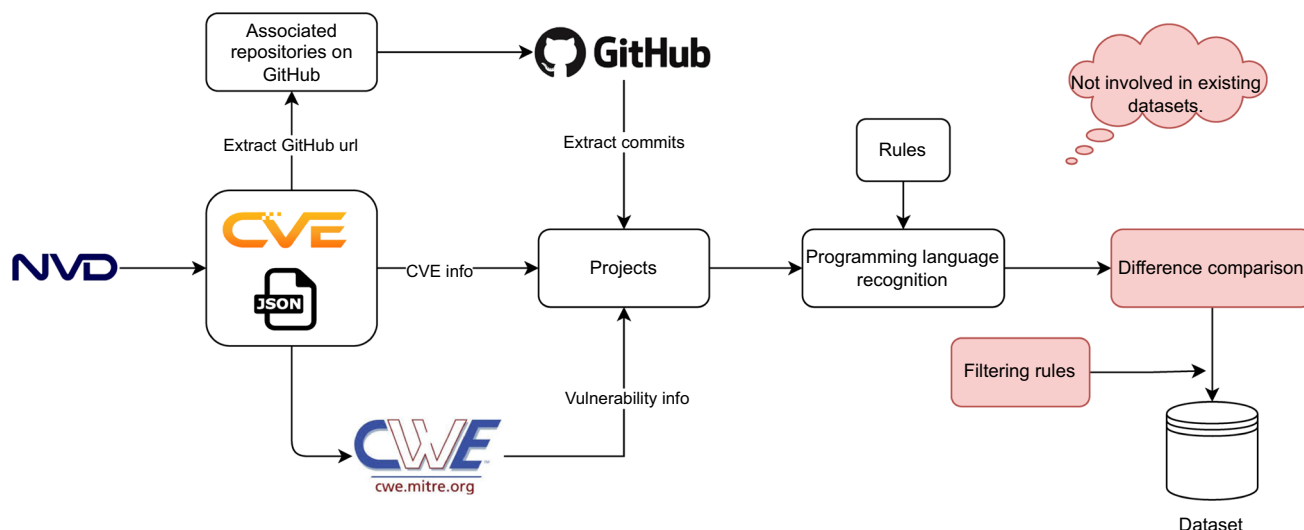 Associated
repositories on
GitHub
GitHub
Not involved in existing
datasets.
Extract GitHub url
Extract commits
Rules
CVE
NVD
CVE info
Projects
Programming language
recognition
Difference comparison
JSON
Filtering rules
Vulnerability info
CWE
cwe.mitre.org
Dataset